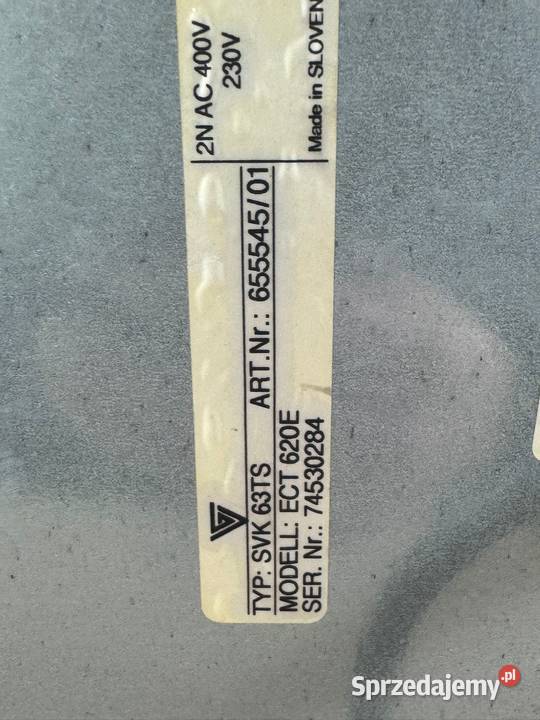 TYP: SVK 63TS ART.Nr.: 655545/01
MODELL: ECT 620E
SER. Nr.: 74530284
2N AC 400V
230V
Made in SLOVEN
Sprzedajemy.pl